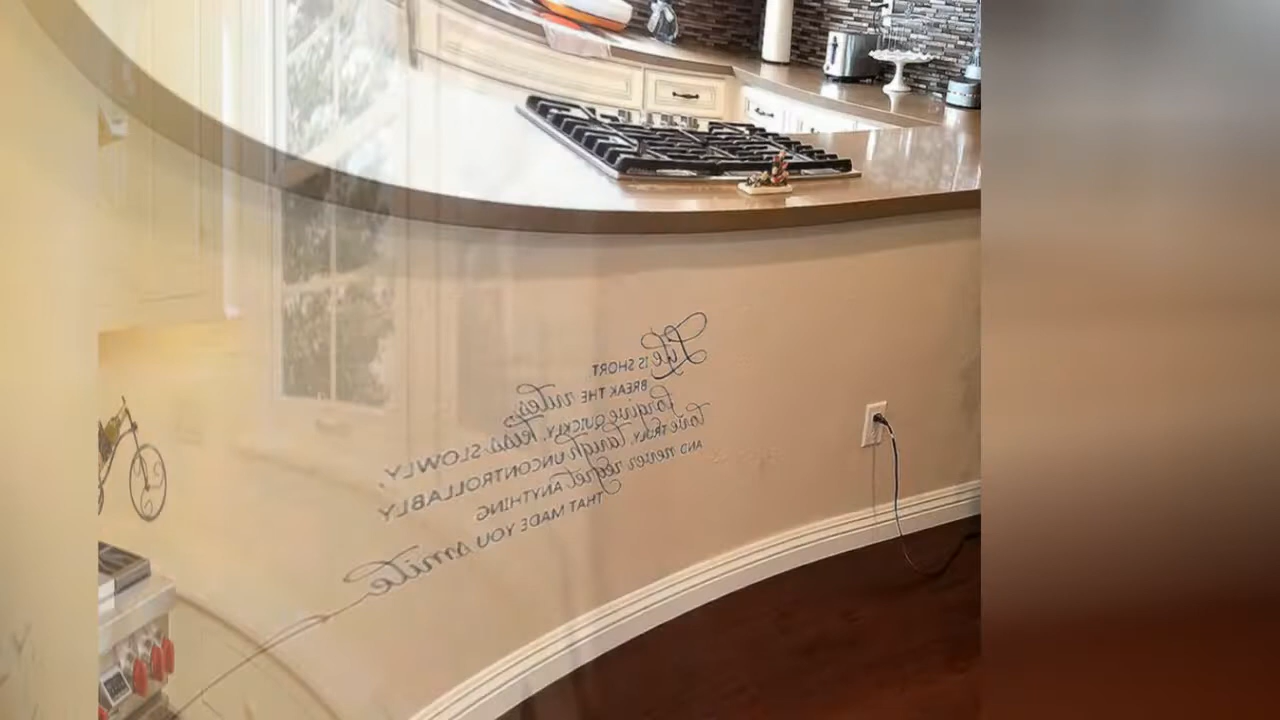 Life IS SHORT
BREAK THE rules
forgive QUICKLY, kiss SLOWLY,
love TRULY, laugh UNCONTROLLABLY
AND never regret ANYTHING
THAT MADE YOU smile